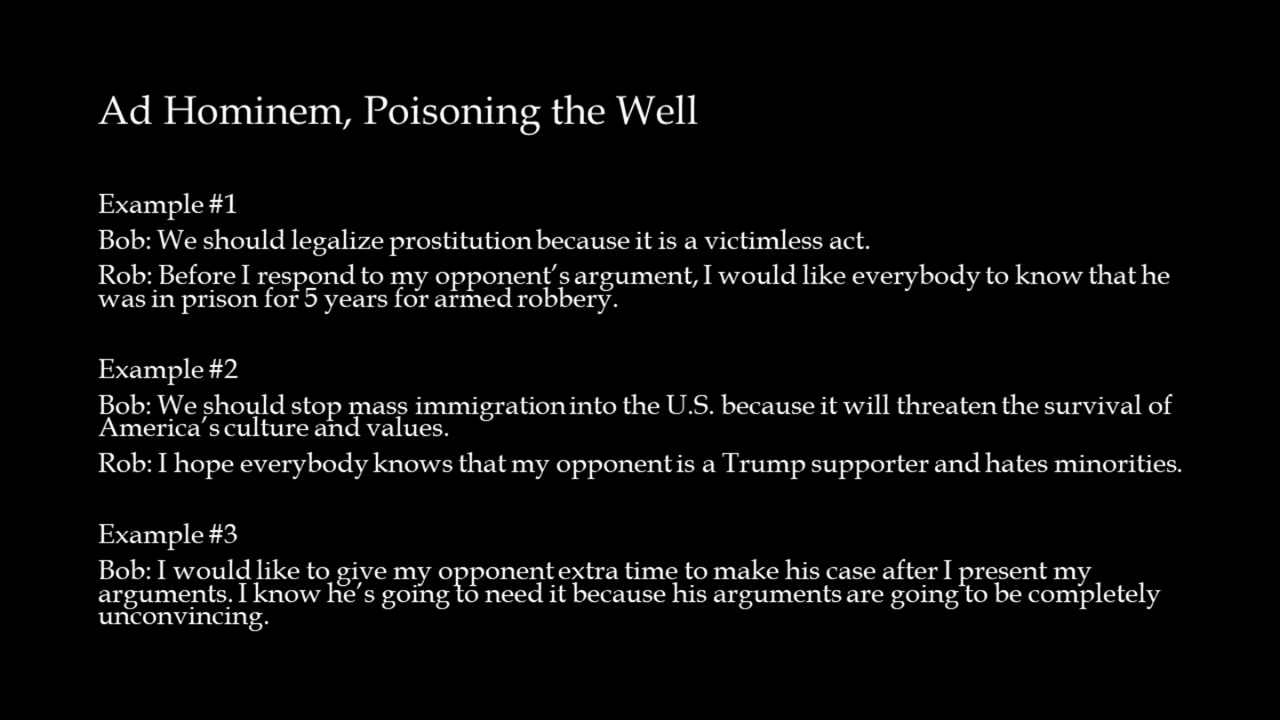 Ad Hominem, Poisoning the Well
Example #1
Bob: We should legalize prostitution because it is a victimless act.
Rob: Before I respond to my opponent’s argument, I would like everybody to know that he
was in prison for 5 years for armed robbery.
Example #2
Bob: We should stop mass immigration into the U.S. because it will threaten the survival of
America’s culture and values.
Rob: I hope everybody knows that my opponent is a Trump supporter and hates minorities.
Example #3
Bob: I would like to give my opponent extra time to make his case after I present my
arguments. I know he’s going to need it because his arguments are going to be completely
unconvincing.